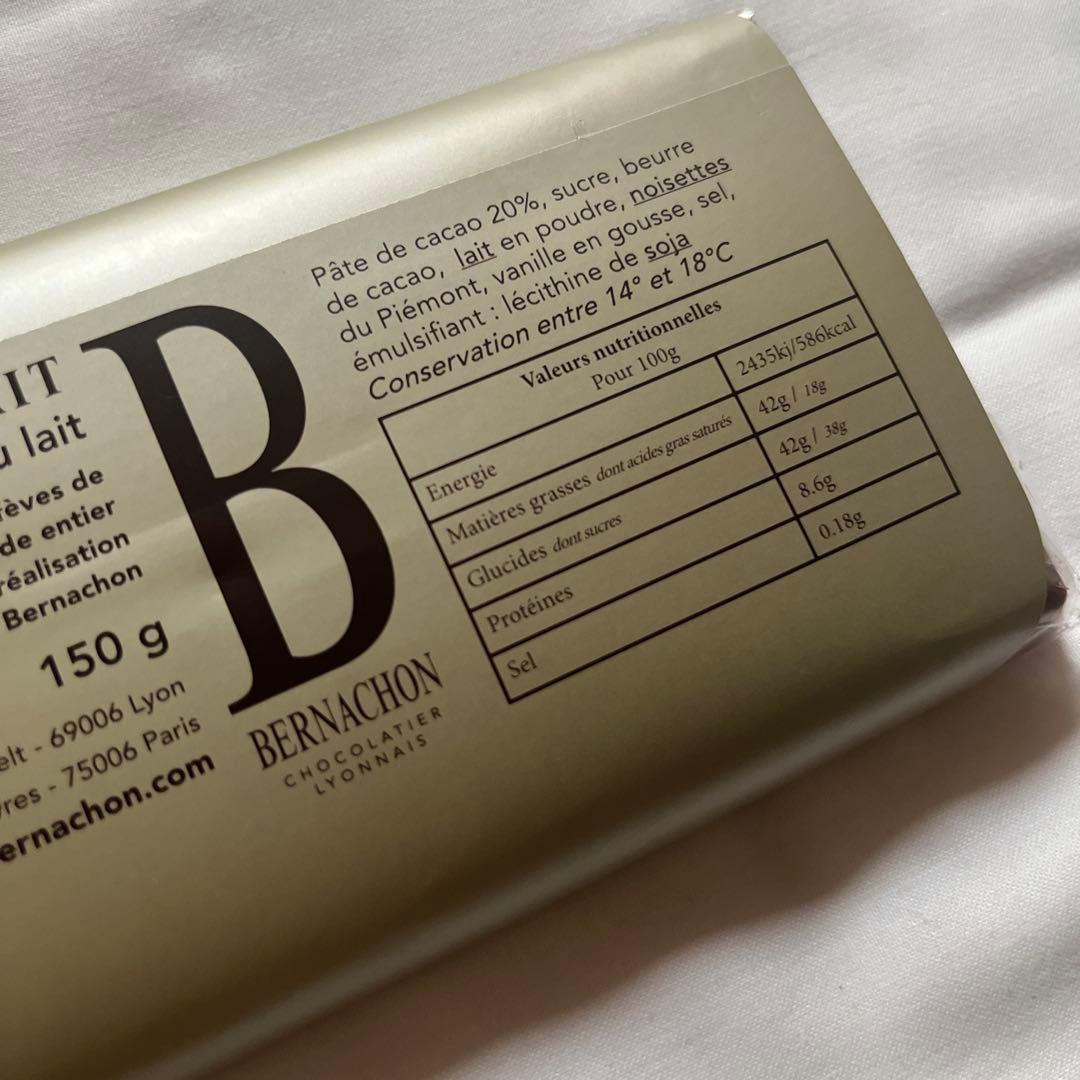 Pâte de cacao 20%, sucre, beurre
de cacao, lait en poudre, noisettes
du Piémont, vanille en gousse, sel,
émulsifiant : lécithine de soja
Conservation entre 14° et 18°C
Valeurs nutritionnelles
Pour 100g
Energie 2435kj/586kcal
Matières grasses dont acides gras saturés 42g/ 18g
Glucides dont sucres 42g/ 38g
Protéines 8.6g
Sel 0.18g
lait
de
de entier
réalisation
Bernachon
150 g
- 69006 Lyon
- 75006 Paris
ernachon.com
B
BERNACHON
CHOCOLATIER
LYONNAIS